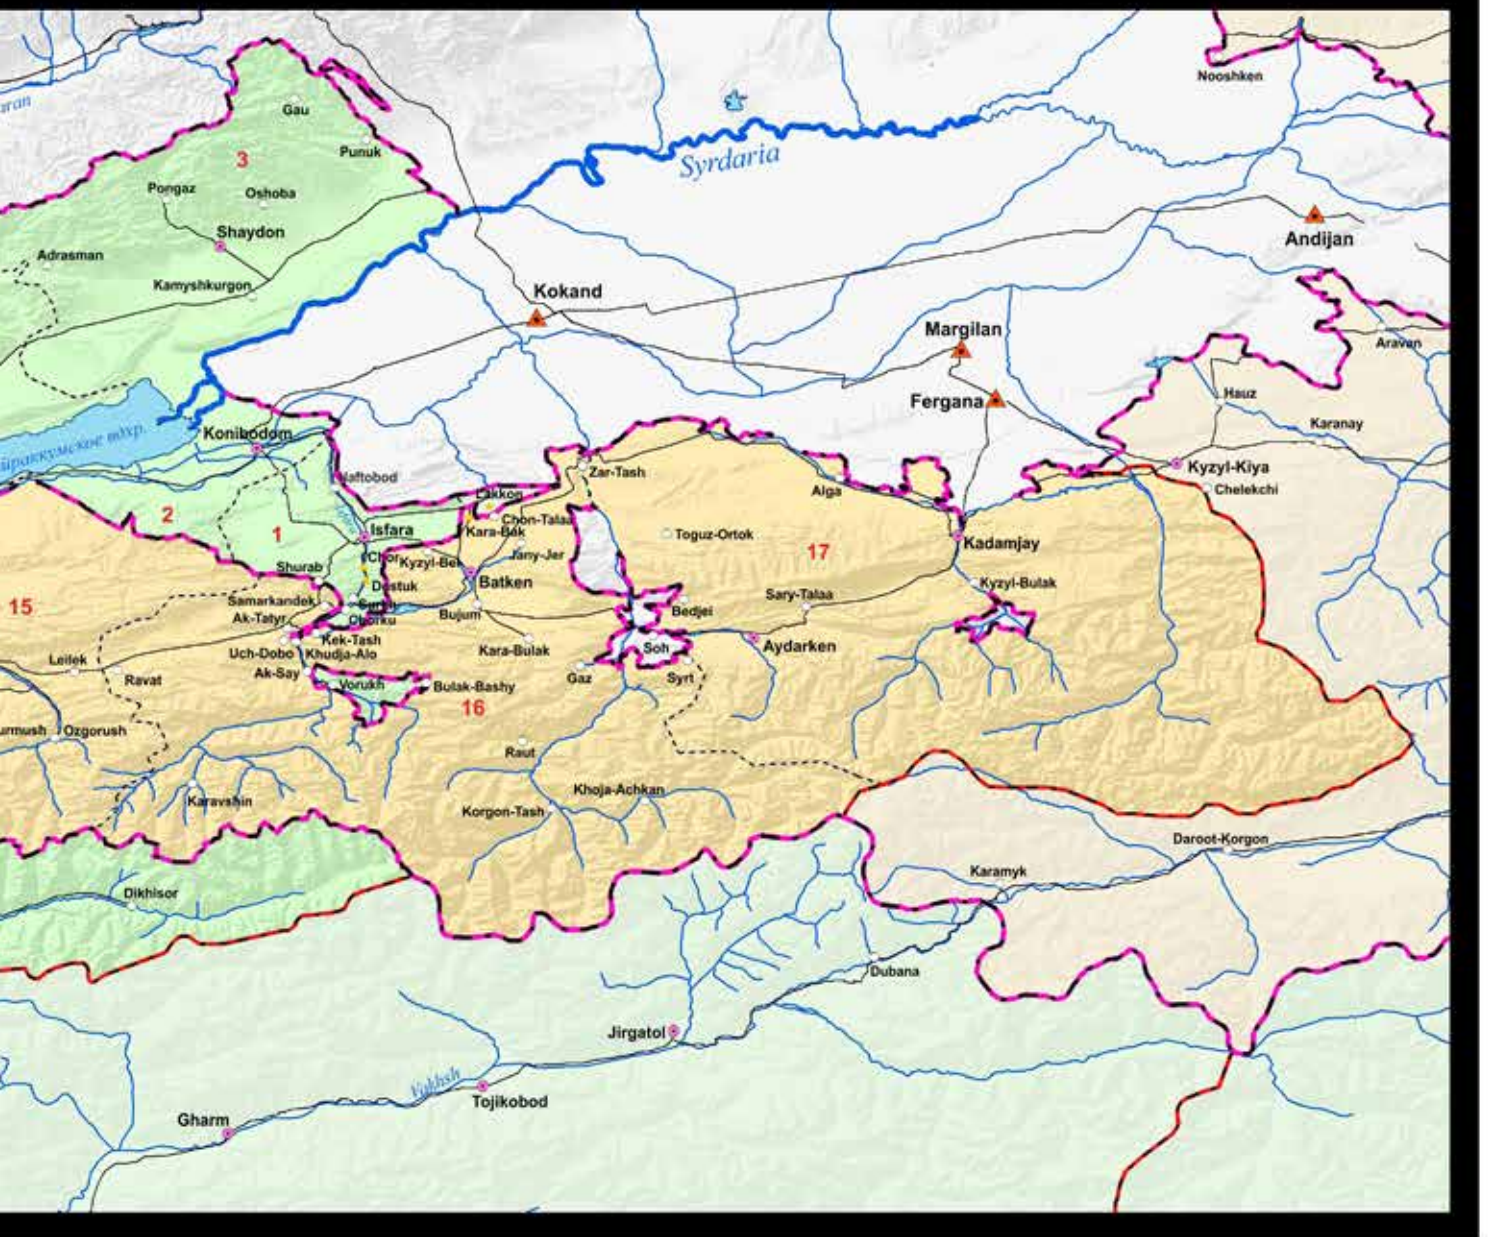 Nooshken
Syrdaria
Gau
Punuk
3
Pongaz
Oshoba
Shaydon
Adrasman
Kamyshkurgon
Andijan
Kokand
Margilan
Aravan
Fergana
Hauz
Karanay
Konibodom
Kyzyl-Kiya
Chelekchi
Zar-Tash
Lakkon
Alga
2
1
Isfara
Chon-Talaa
Kara-Bak
Toguz-Ortok
17
Kadamjay
Chor
Kyzyl-Bel
Jany-Jer
Shurab
Batken
Dostuk
Kyzyl-Bulak
15
Samarkandek
Surkh
Sary-Talaa
Bedjei
Ak-Tatyr
Chorku
Bujum
Kek-Tash
Uch-Dobo
Khudja-Alo
Kara-Bulak
Soh
Aydarken
Leilek
Ravat
Ak-Say
Vorukh
Bulak-Bashy
Gaz
Syrt
16
Ozgorush
Raut
Karavshin
Khoja-Achkan
Korgon-Tash
Daroot-Korgon
Karamyk
Dikhisor
Dubana
Jirgatol
Vakhsh
Tojikobod
Gharm